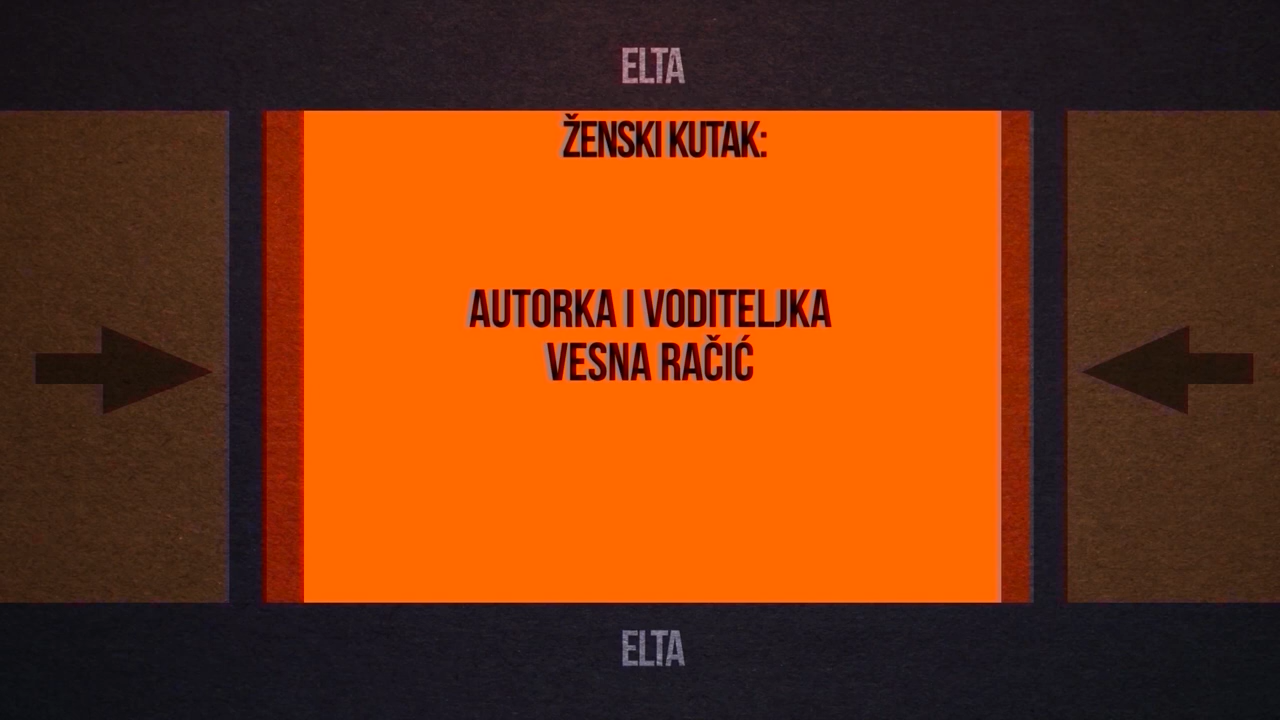 ELTA
ŽENSKI KUTAK:
AUTORKA I VODITELJKA
VESNA RAČIĆ
ELTA